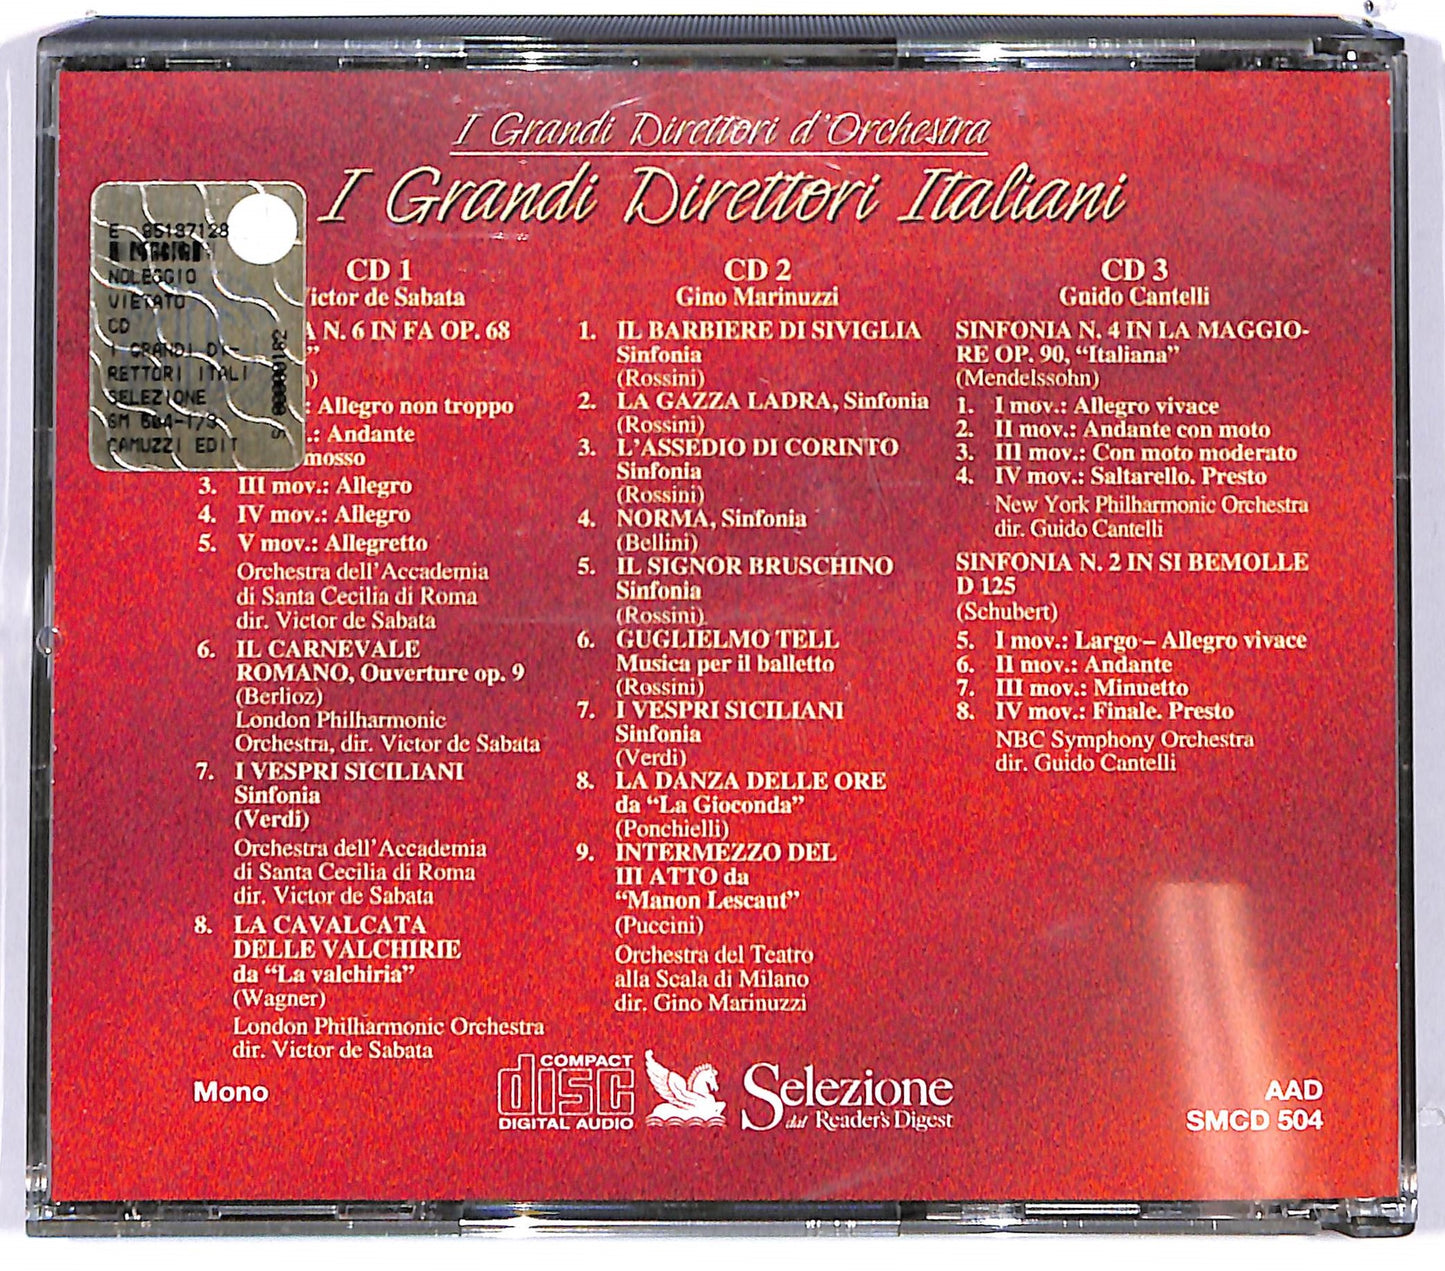 I Grandi Direttori d'Orchestra
I Grandi Direttori Italiani
NOLEGGIO
VIETATO
CD
I GRANDI DI-
RETTORI ITALI
SELEZIONE
CAMUZZI EDIT
CD 1
Victor de Sabata
N. 6 IN FA OP. 68
Allegro non troppo
Andante
mosso
3. III mov.: Allegro
4. IV mov.: Allegro
5. V mov.: Allegretto
Orchestra dell'Accademia
di Santa Cecilia di Roma
dir. Victor de Sabata
6. IL CARNEVALE
ROMANO, Ouverture op. 9
(Berlioz)
London Philharmonic
Orchestra, dir. Victor de Sabata
7. I VESPRI SICILIANI
Sinfonia
(Verdi)
Orchestra dell'Accademia
di Santa Cecilia di Roma
dir. Victor de Sabata
8. LA CAVALCATA
DELLE VALCHIRIE
da "La valchiria"
(Wagner)
London Philharmonic Orchestra
dir. Victor de Sabata
CD 2
Gino Marinuzzi
1. IL BARBIERE DI SIVIGLIA
Sinfonia
(Rossini)
2. LA GAZZA LADRA, Sinfonia
(Rossini)
3. L'ASSEDIO DI CORINTO
Sinfonia
(Rossini)
4. NORMA, Sinfonia
(Bellini)
5. IL SIGNOR BRUSCHINO
Sinfonia
(Rossini)
6. GUGLIELMO TELL
Musica per il balletto
(Rossini)
7. I VESPRI SICILIANI
Sinfonia
(Verdi)
8. LA DANZA DELLE ORE
da "La Gioconda"
(Ponchielli)
9. INTERMEZZO DEL
III ATTO da
"Manon Lescaut"
(Puccini)
Orchestra del Teatro
alla Scala di Milano
dir. Gino Marinuzzi
CD 3
Guido Cantelli
SINFONIA N. 4 IN LA MAGGIO-
RE OP. 90, "Italiana"
(Mendelssohn)
1. I mov.: Allegro vivace
2. II mov.: Andante con moto
3. III mov.: Con moto moderato
4. IV mov.: Saltarello. Presto
New York Philharmonic Orchestra
dir. Guido Cantelli
SINFONIA N. 2 IN SI BEMOLLE
D 125
(Schubert)
5. I mov.: Largo – Allegro vivace
6. II mov.: Andante
7. III mov.: Minuetto
8. IV mov.: Finale. Presto
NBC Symphony Orchestra
dir. Guido Cantelli
Mono
COMPACT
disc
DIGITAL AUDIO
Selezione
dal Reader's Digest
AAD
SMCD 504